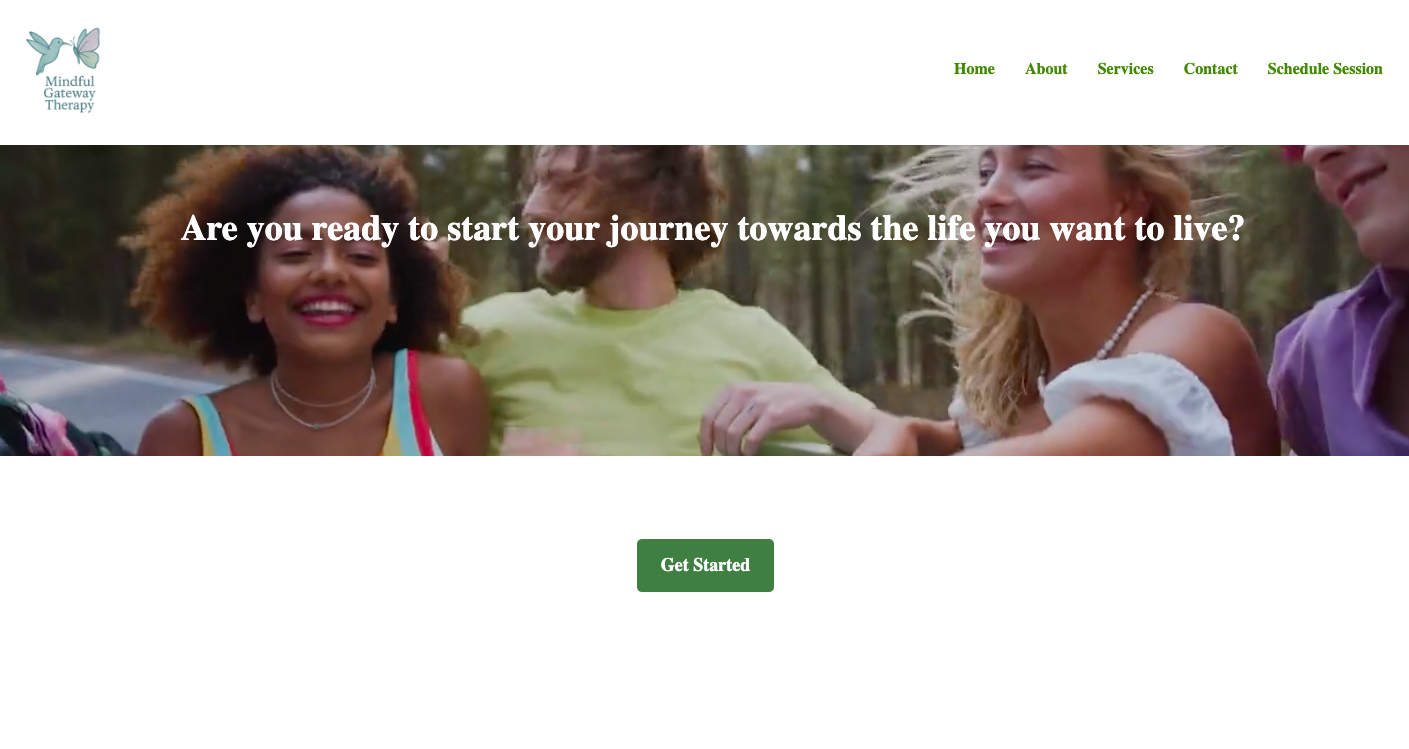 Mindful
Gateway
Therapy
Home About Services Contact Schedule Session
Are you ready to start your journey towards the life you want to live?
Get Started